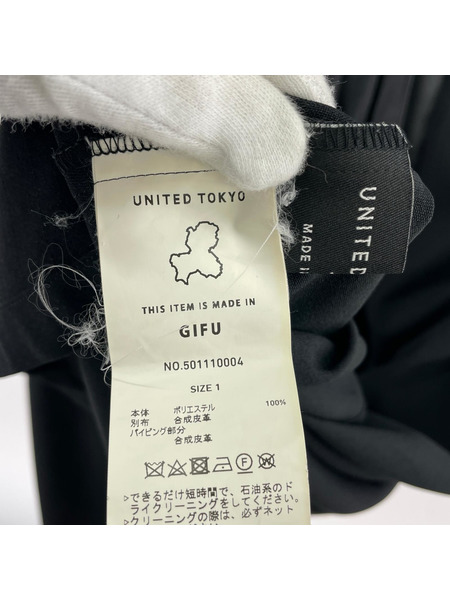 UNITED TOKYO
THIS ITEM IS MADE IN
GIFU
NO.501110004
SIZE 1
本体 ポリエステル 100%
別布 合成皮革
パイピング部分
合成皮革
▷できるだけ短時間で、石油系のド
ライクリーニングをしてください。
▷クリーニングの際は、必ずネット
UNITED
MADE IN